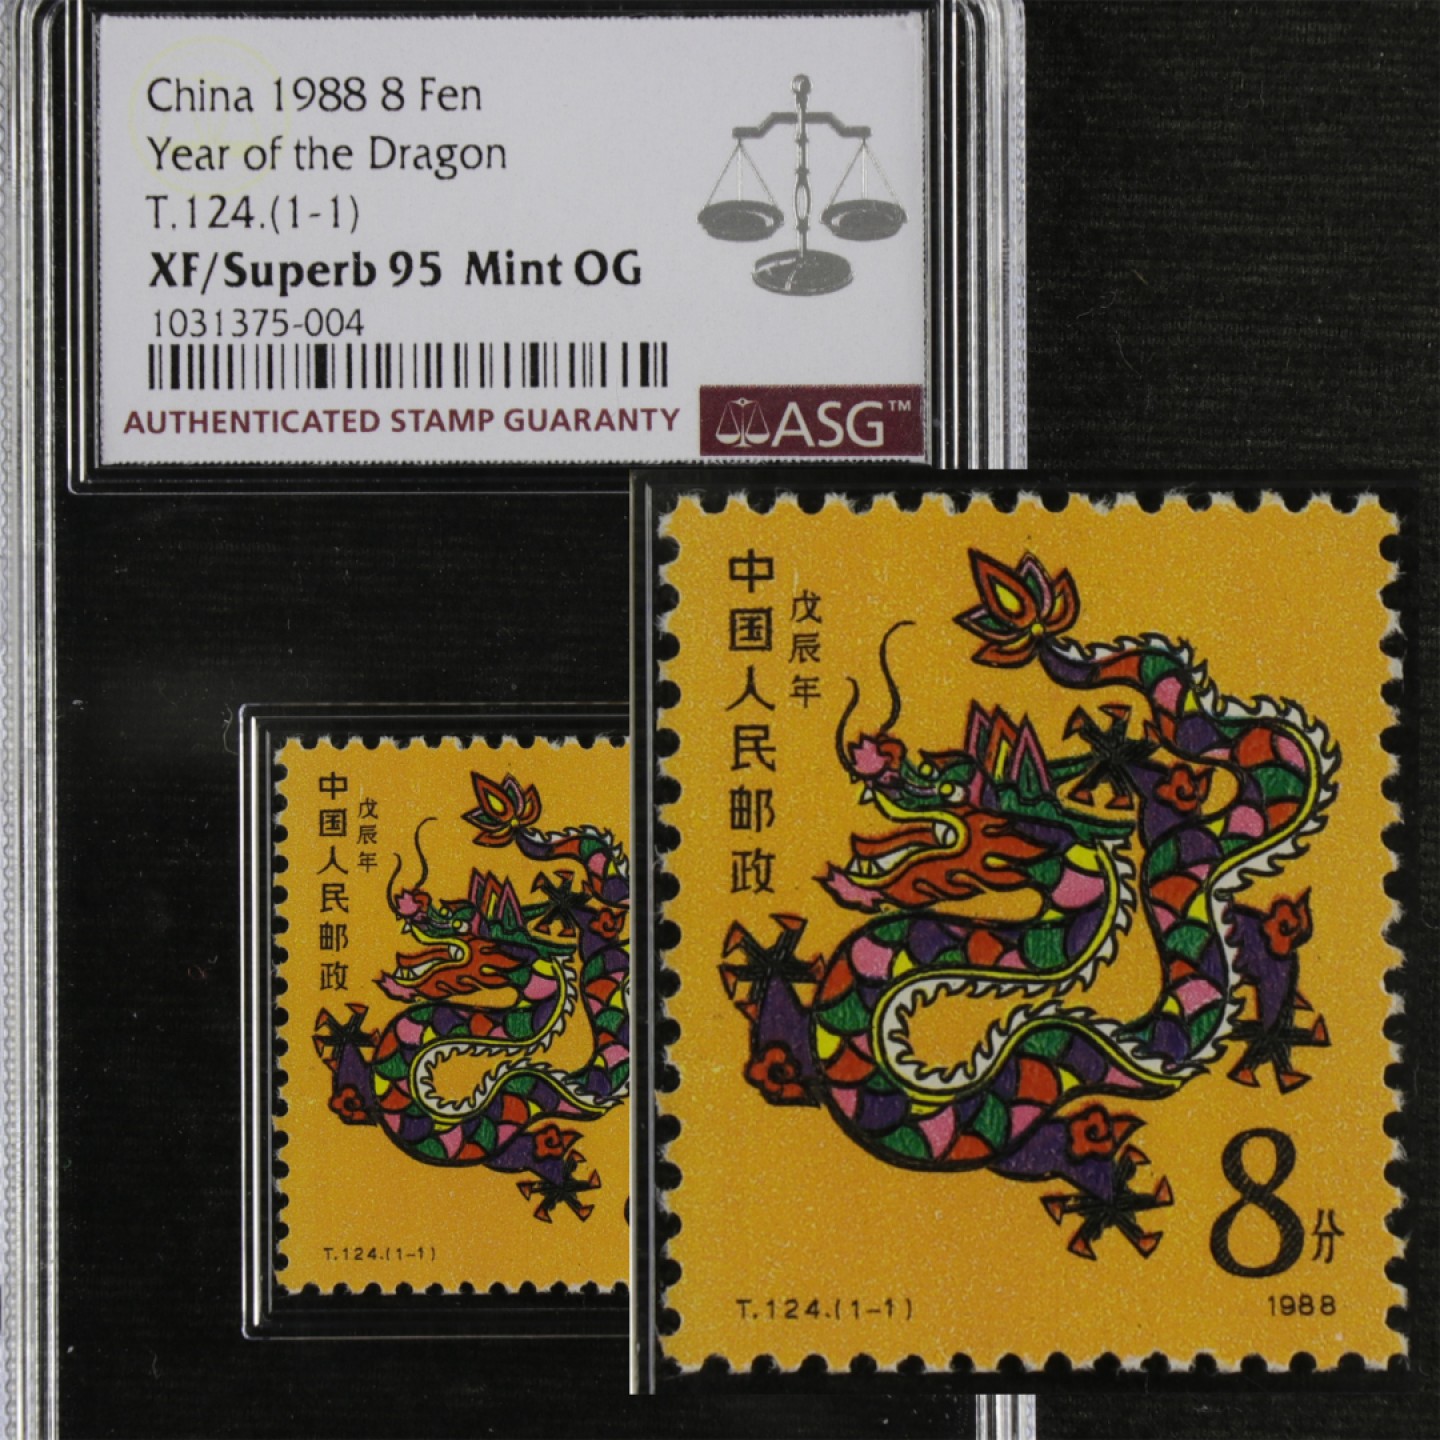 China 1988 8 Fen
Year of the Dragon
T.124.(1-1)
XF/Superb 95 Mint OG
1031375-004
AUTHENTICATED STAMP GUARANTY
ASG™
中国人民邮政
戊辰年
T.124.(1-1)
中国人民邮政
戊辰年
8分
T.124.(1-1)
1988